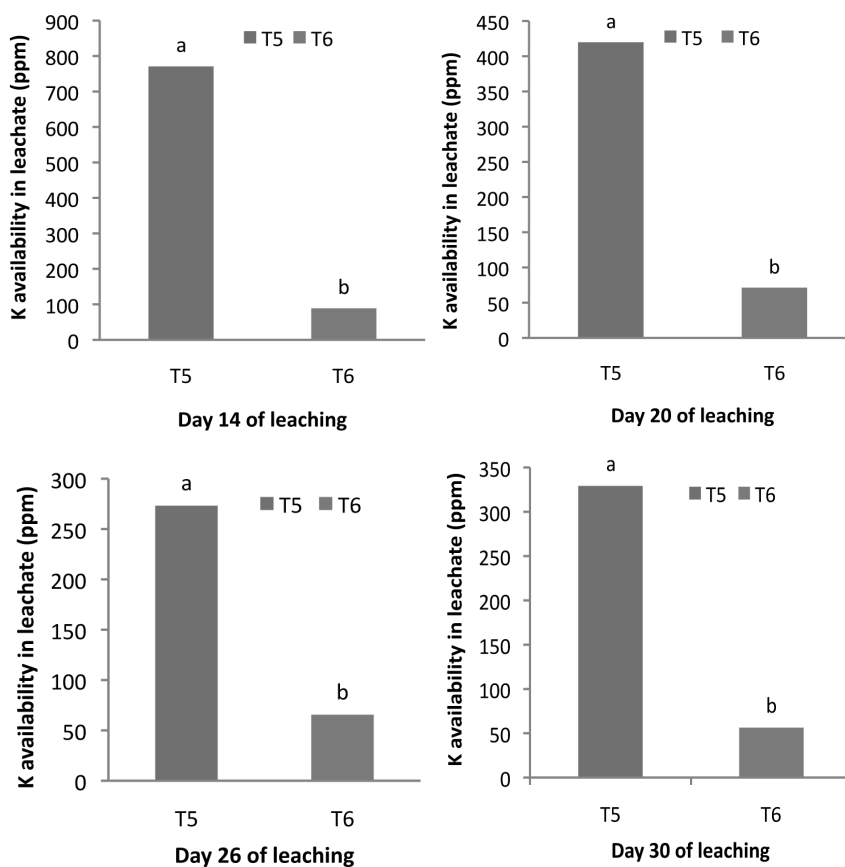 K availability in leachate (ppm)
900
800
700
600
500
400
300
200
100
0
a
b
T5 T6
T5 T6
Day 14 of leaching
K availability in leachate (ppm)
450
400
350
300
250
200
150
100
50
0
a
b
T5 T6
T5 T6
Day 20 of leaching
K availability in leachate (ppm)
300
250
200
150
100
50
0
a
b
T5 T6
T5 T6
Day 26 of leaching
K availability in leachate (ppm)
350
300
250
200
150
100
50
0
a
b
T5 T6
T5 T6
Day 30 of leaching